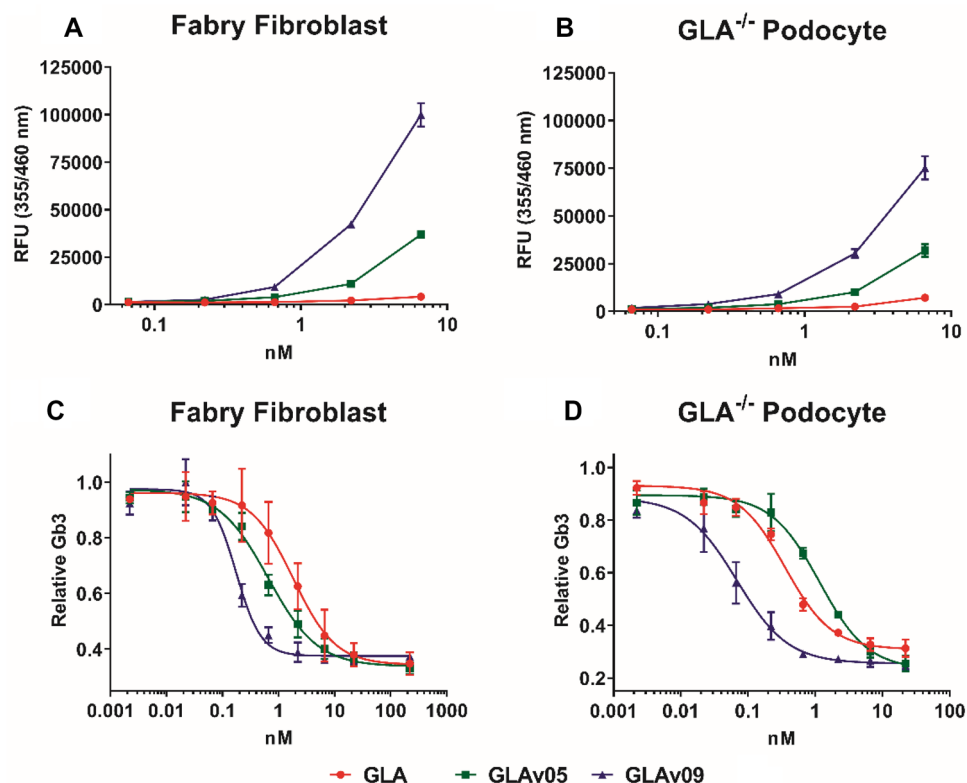 A
Fabry Fibroblast
RFU (355/460 nm)
125000
100000
75000
50000
25000
0
0.1
1
10
nM
B
GLA-/- Podocyte
RFU (355/460 nm)
125000
100000
75000
50000
25000
0
0.1
1
10
nM
C
Fabry Fibroblast
Relative Gb3
1.0
0.8
0.6
0.4
0.001
0.01
0.1
1
10
100
1000
nM
D
GLA-/- Podocyte
Relative Gb3
1.0
0.8
0.6
0.4
0.2
0.001
0.01
0.1
1
10
100
nM
GLA
GLAv05
GLAv09